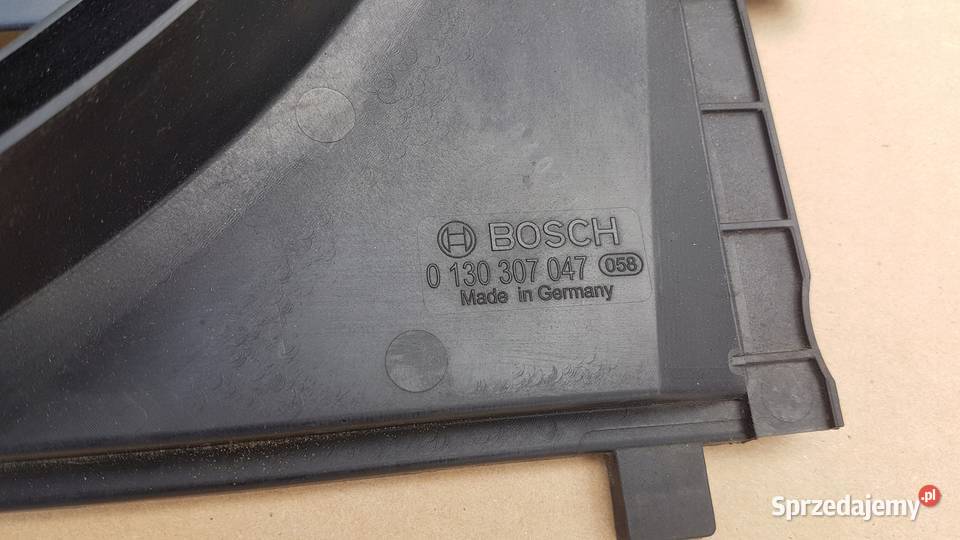 BOSCH
0 130 307 047 058
Made in Germany
Sprzedajemy.pl